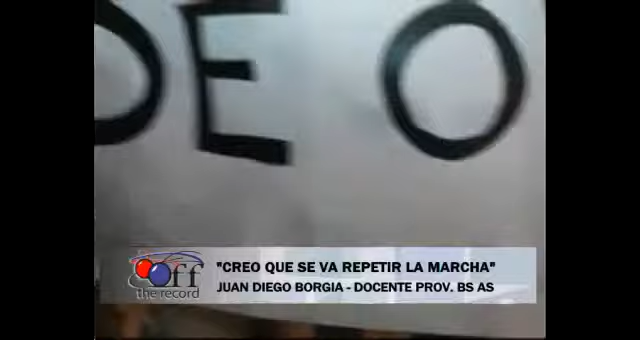 DE O
"CREO QUE SE VA REPETIR LA MARCHA"
off
the record
JUAN DIEGO BORGIA - DOCENTE PROV. BS AS